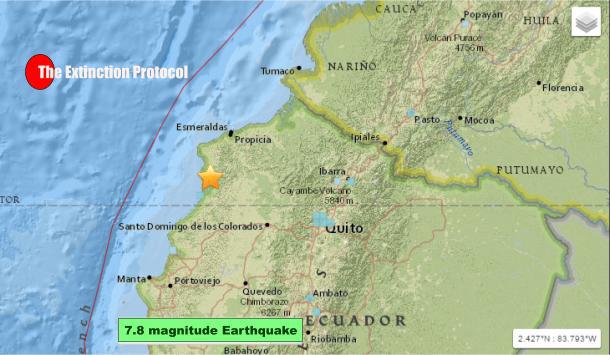 CAUCA
Popayán
HUILA
Volcán Puracé
4756 m
The Extinction Protocol
Tumaco
NARIÑO
Florencia
Pasto
Mocoa
Putumayo
Esmeraldas
Propicia
Ipiales
PUTUMAYO
Ibarra
Cayambe Volcano
5840 m
TOR
Santo Domingo de los Colorados
Quito
Manta
Portoviejo
Quevedo
Chimborazo
6267 m
Ambato
S
ench
7.8 magnitude Earthquake
ECUADOR
Riobamba
Babahoyo
2.427°N | 83.793°W